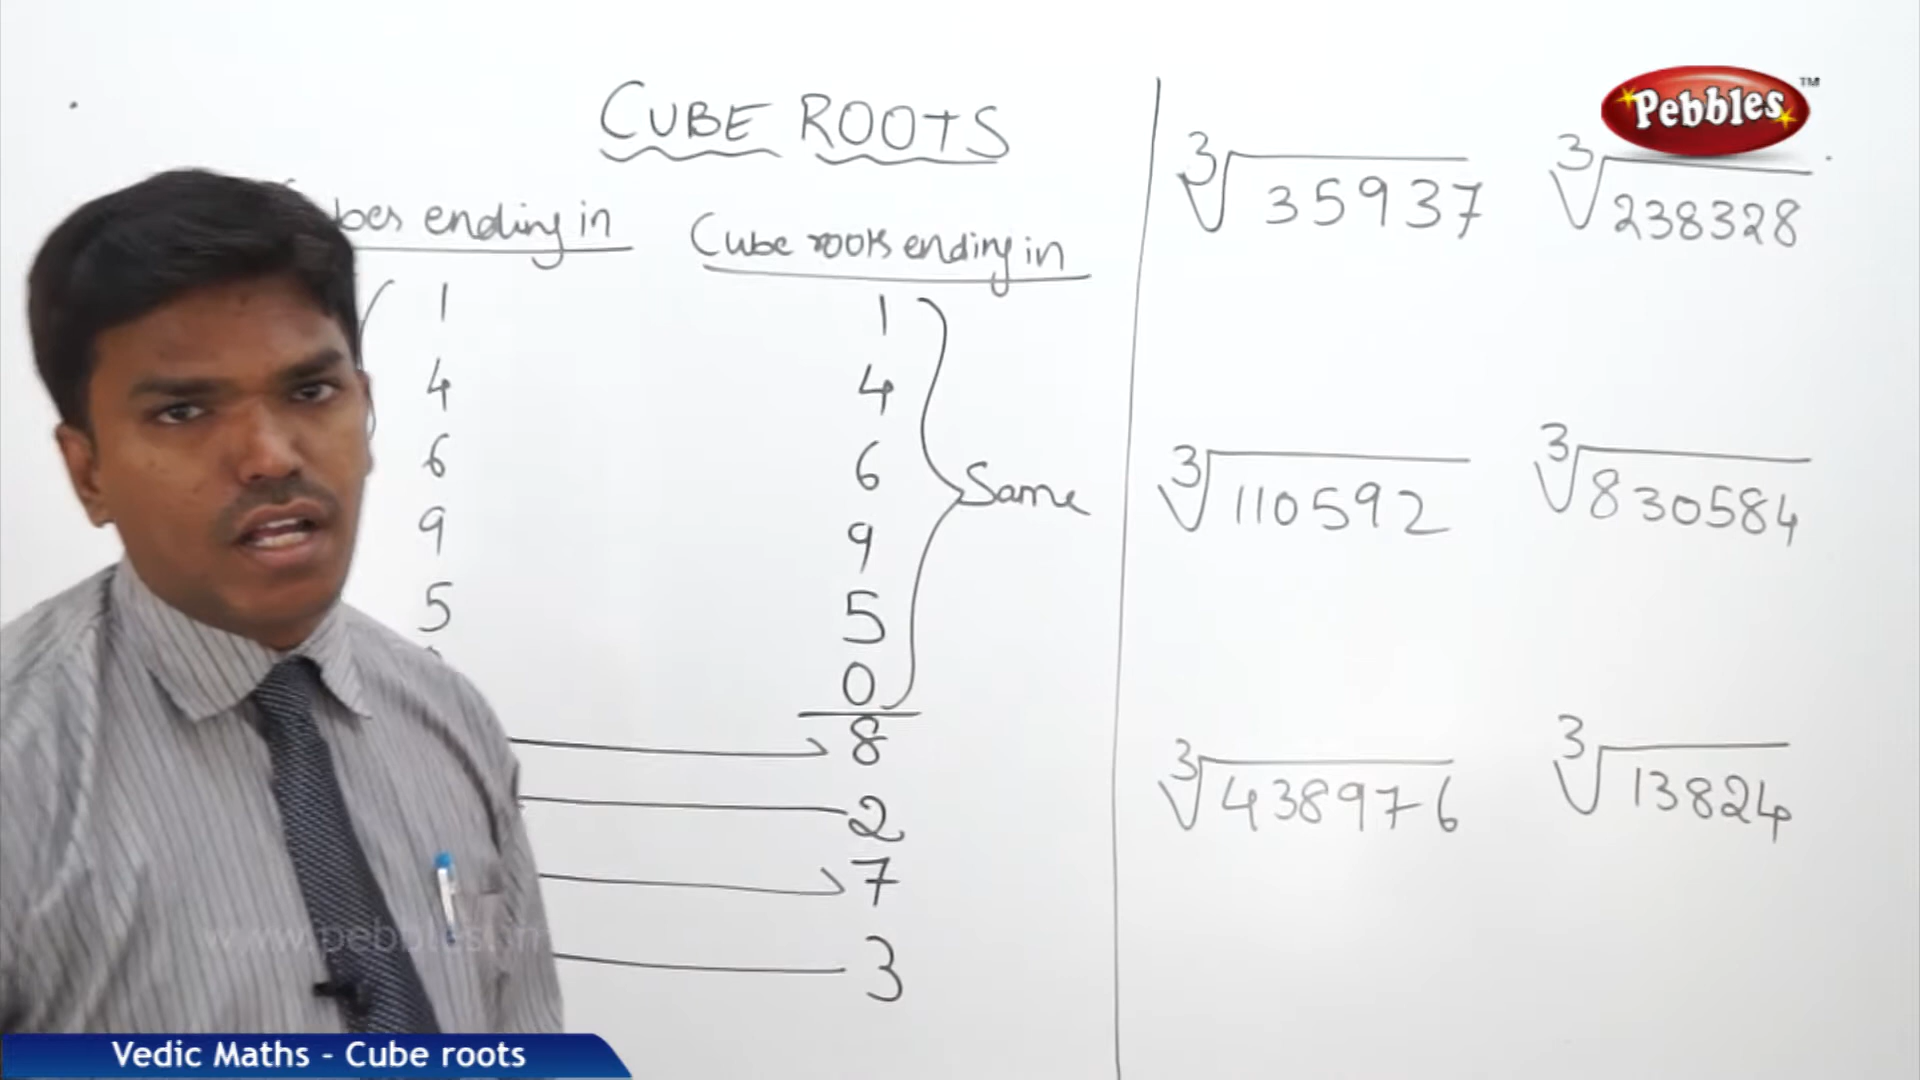 CUBE ROOTS
Pebbles™
ending in
Cube roots ending in
1 1
4 4
6 6
9 9
5 5
0
8
2
7
3
Same
3√35937
3√238328
3√110592
3√830584
3√438976
3√13824
Vedic Maths - Cube roots